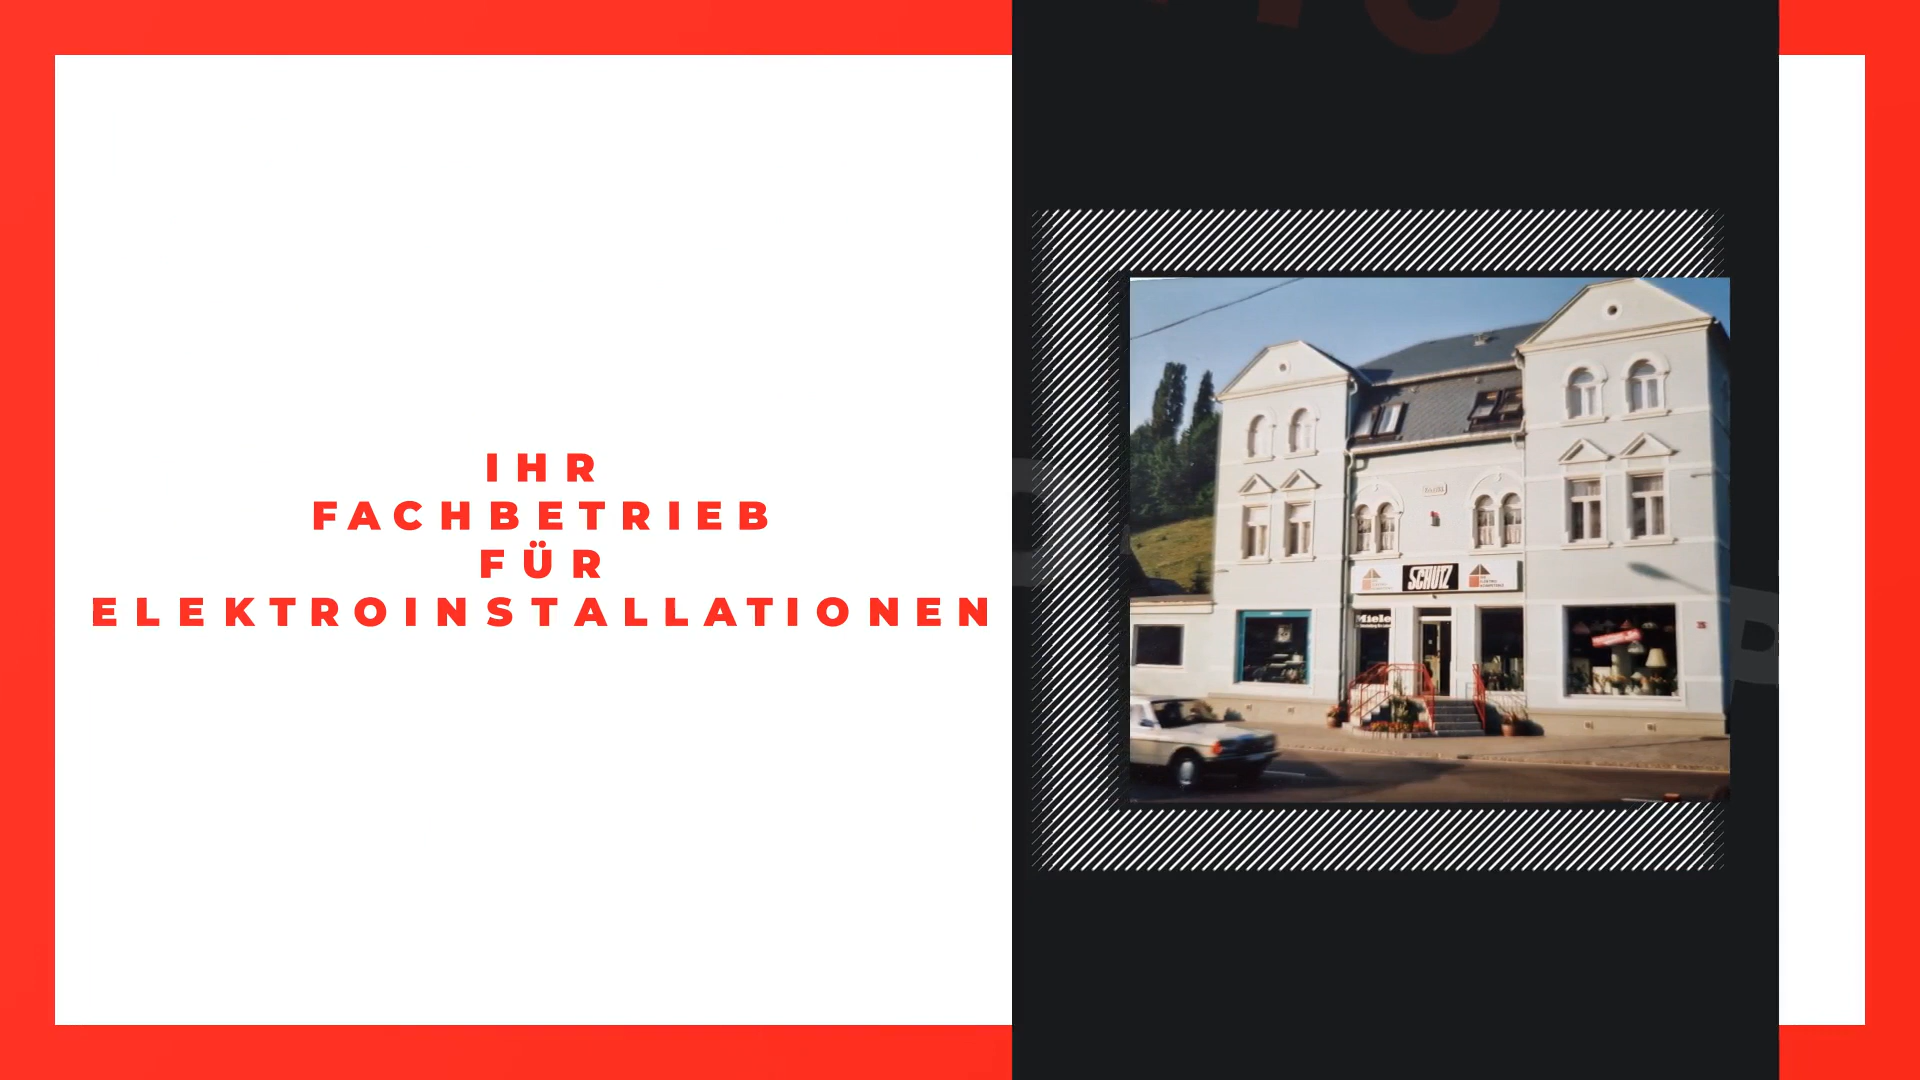 IHR
FACHBETRIEB
FÜR
ELEKTROINSTALLATIONEN
SCHUTZ
Miele